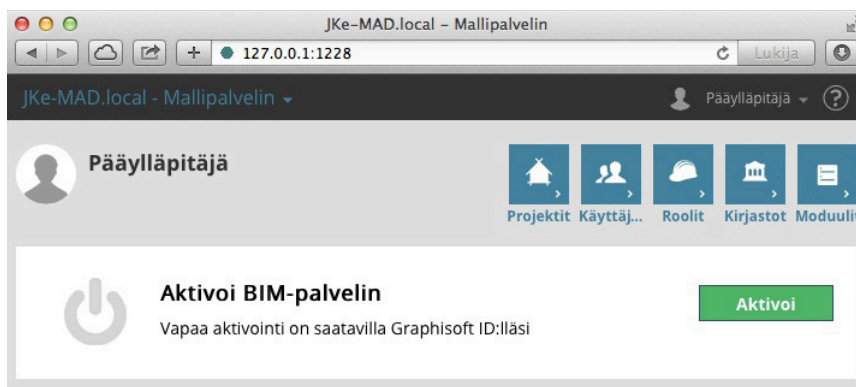 JKe-MAD.local – Mallipalvelin
127.0.0.1:1228
Lukija
JKe-MAD.local - Mallipalvelin
Pääylläpitäjä
?
Pääylläpitäjä
Projektit Käyttäj... Roolit Kirjastot Moduulit
Aktivoi BIM-palvelin
Aktivoi
Vapaa aktivointi on saatavilla Graphisoft ID:lläsi